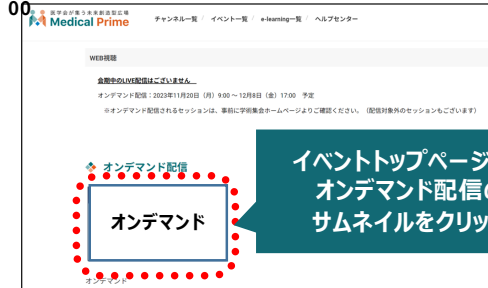 00
医学会が集う未来創造型広場
Medical Prime
チャンネル一覧 / イベント一覧 / e-learning一覧 / ヘルプセンター
WEB視聴
会期中のLIVE配信はございません
オンデマンド配信：2023年11月20日（月）9:00 ～ 12月8日（金）17:00　予定
※オンデマンド配信されるセッションは、事前に学術集会ホームページよりご確認ください。（配信対象外のセッションもございます）
オンデマンド配信
イベントトップページ
オンデマンド配信の
サムネイルをクリッ
オンデマンド
オンデマンド